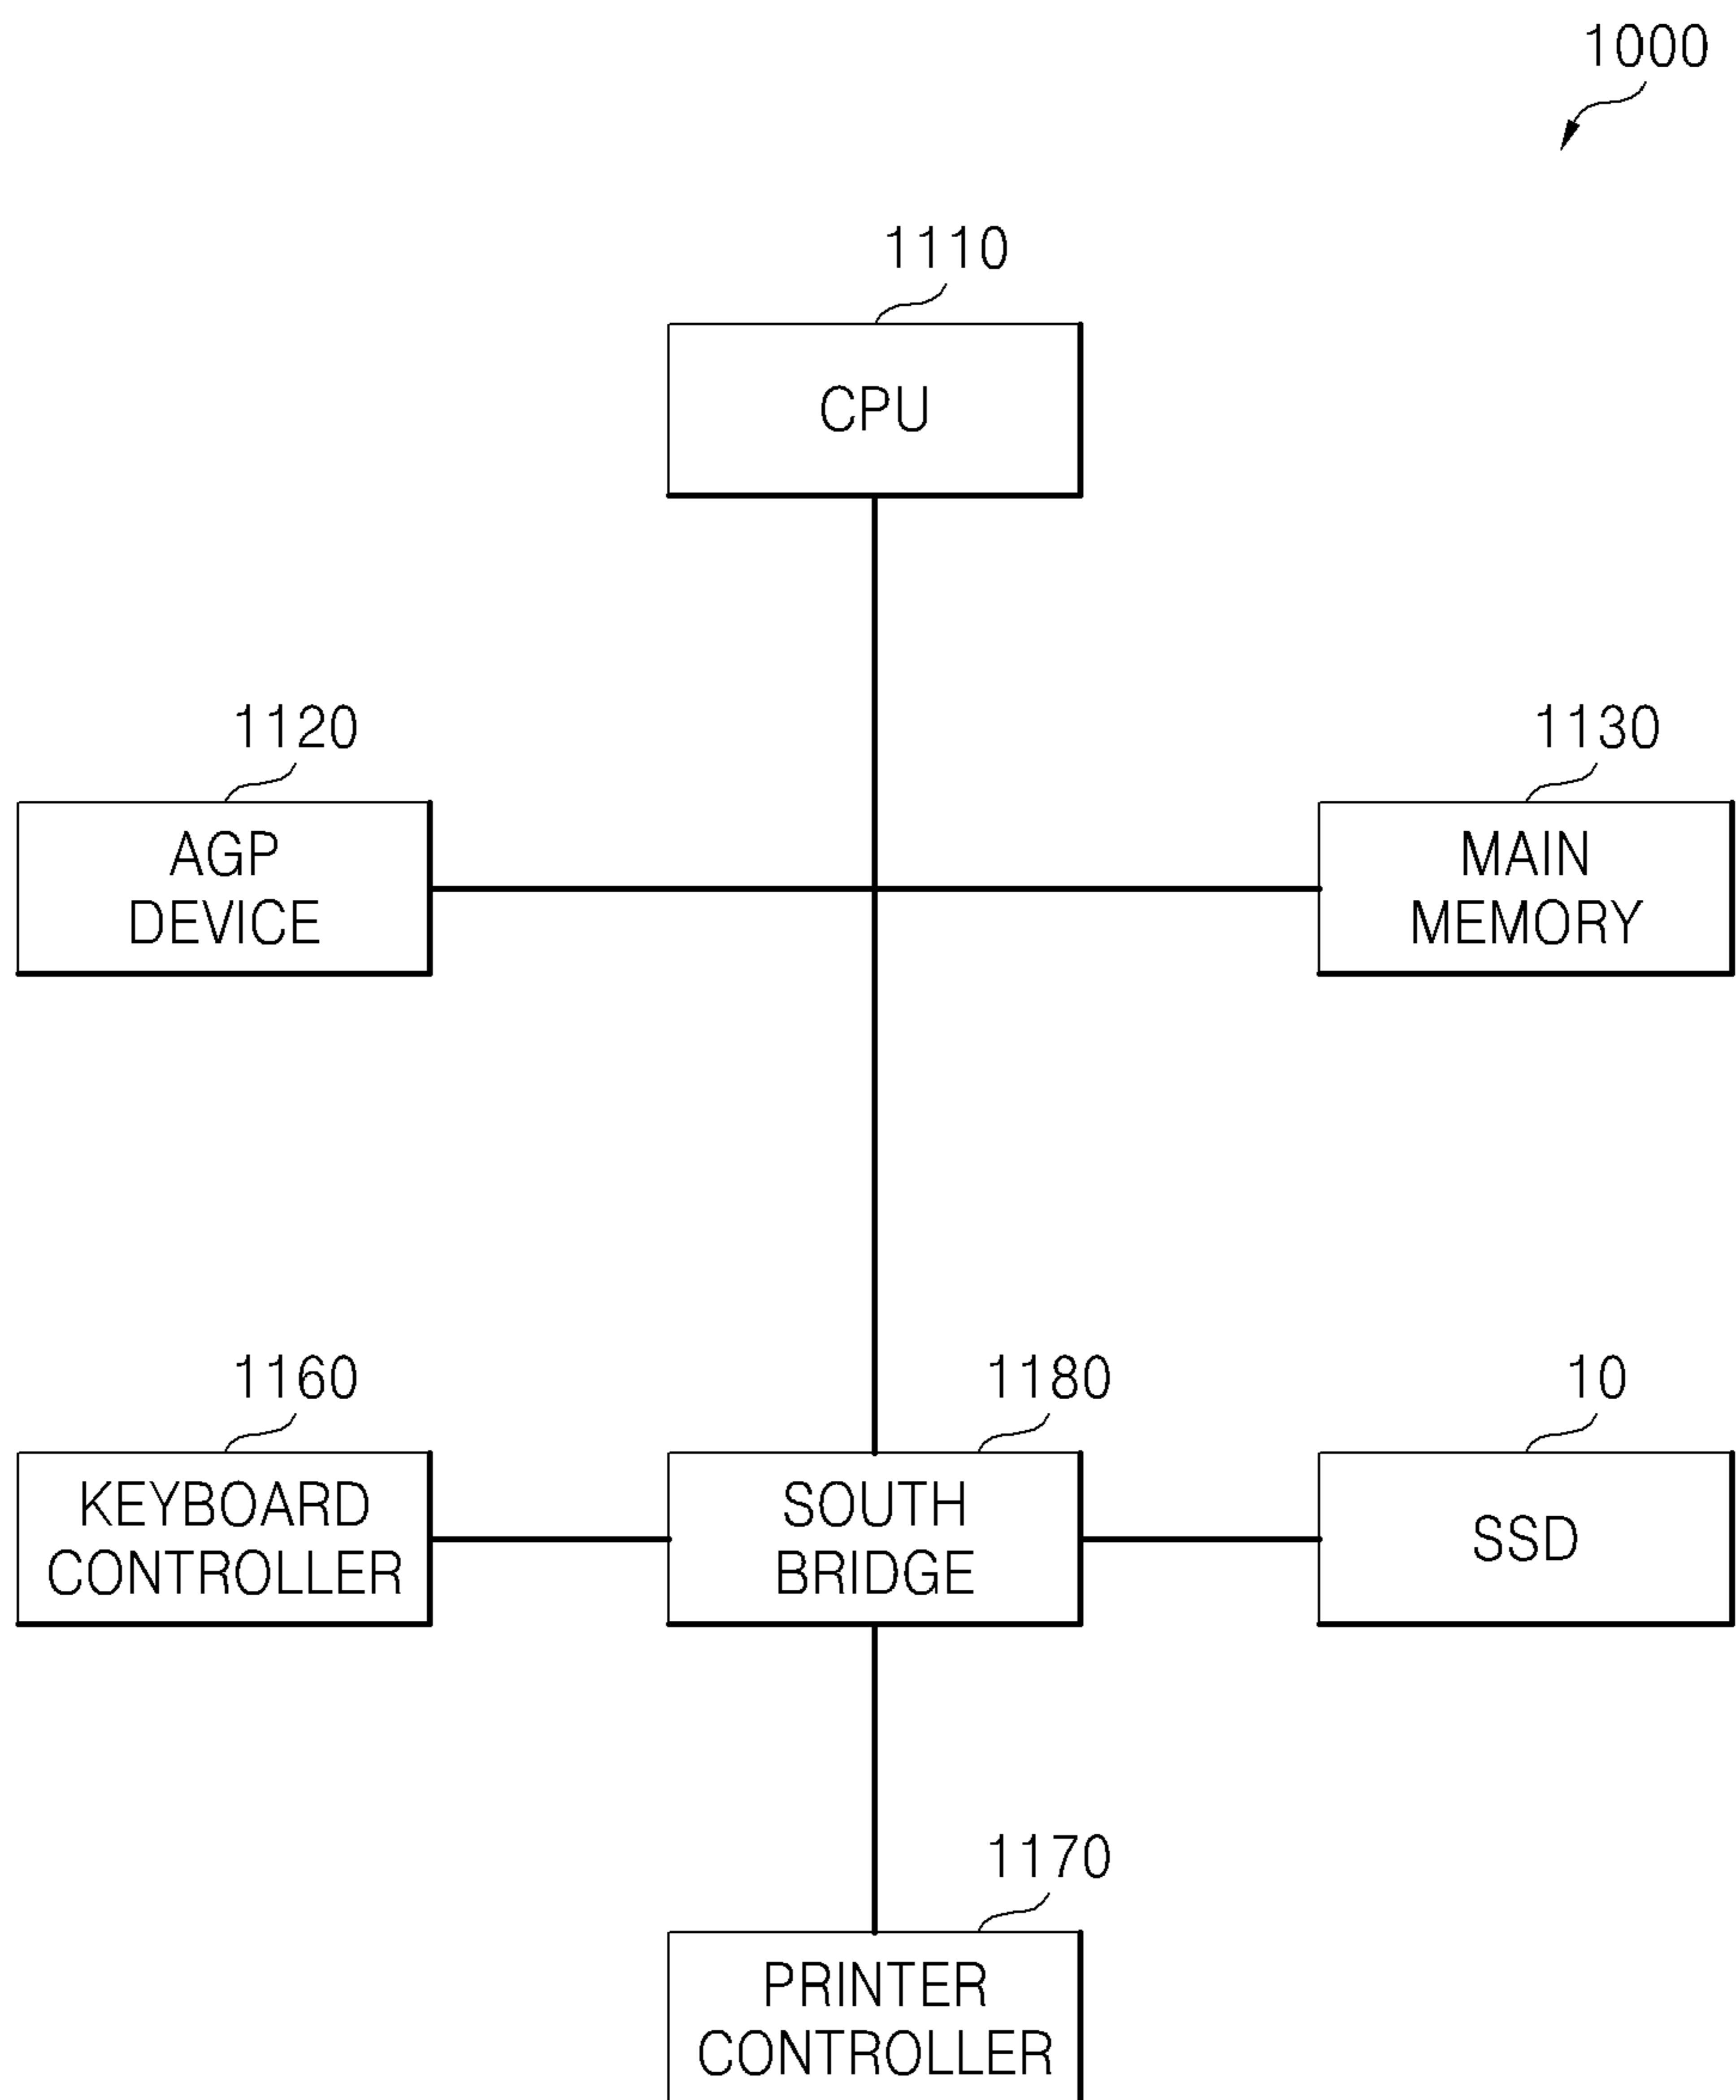 1000
1110
CPU
1120
1130
AGP
DEVICE
MAIN
MEMORY
1160
1180
10
KEYBOARD
CONTROLLER
SOUTH
BRIDGE
SSD
1170
PRINTER
CONTROLLER